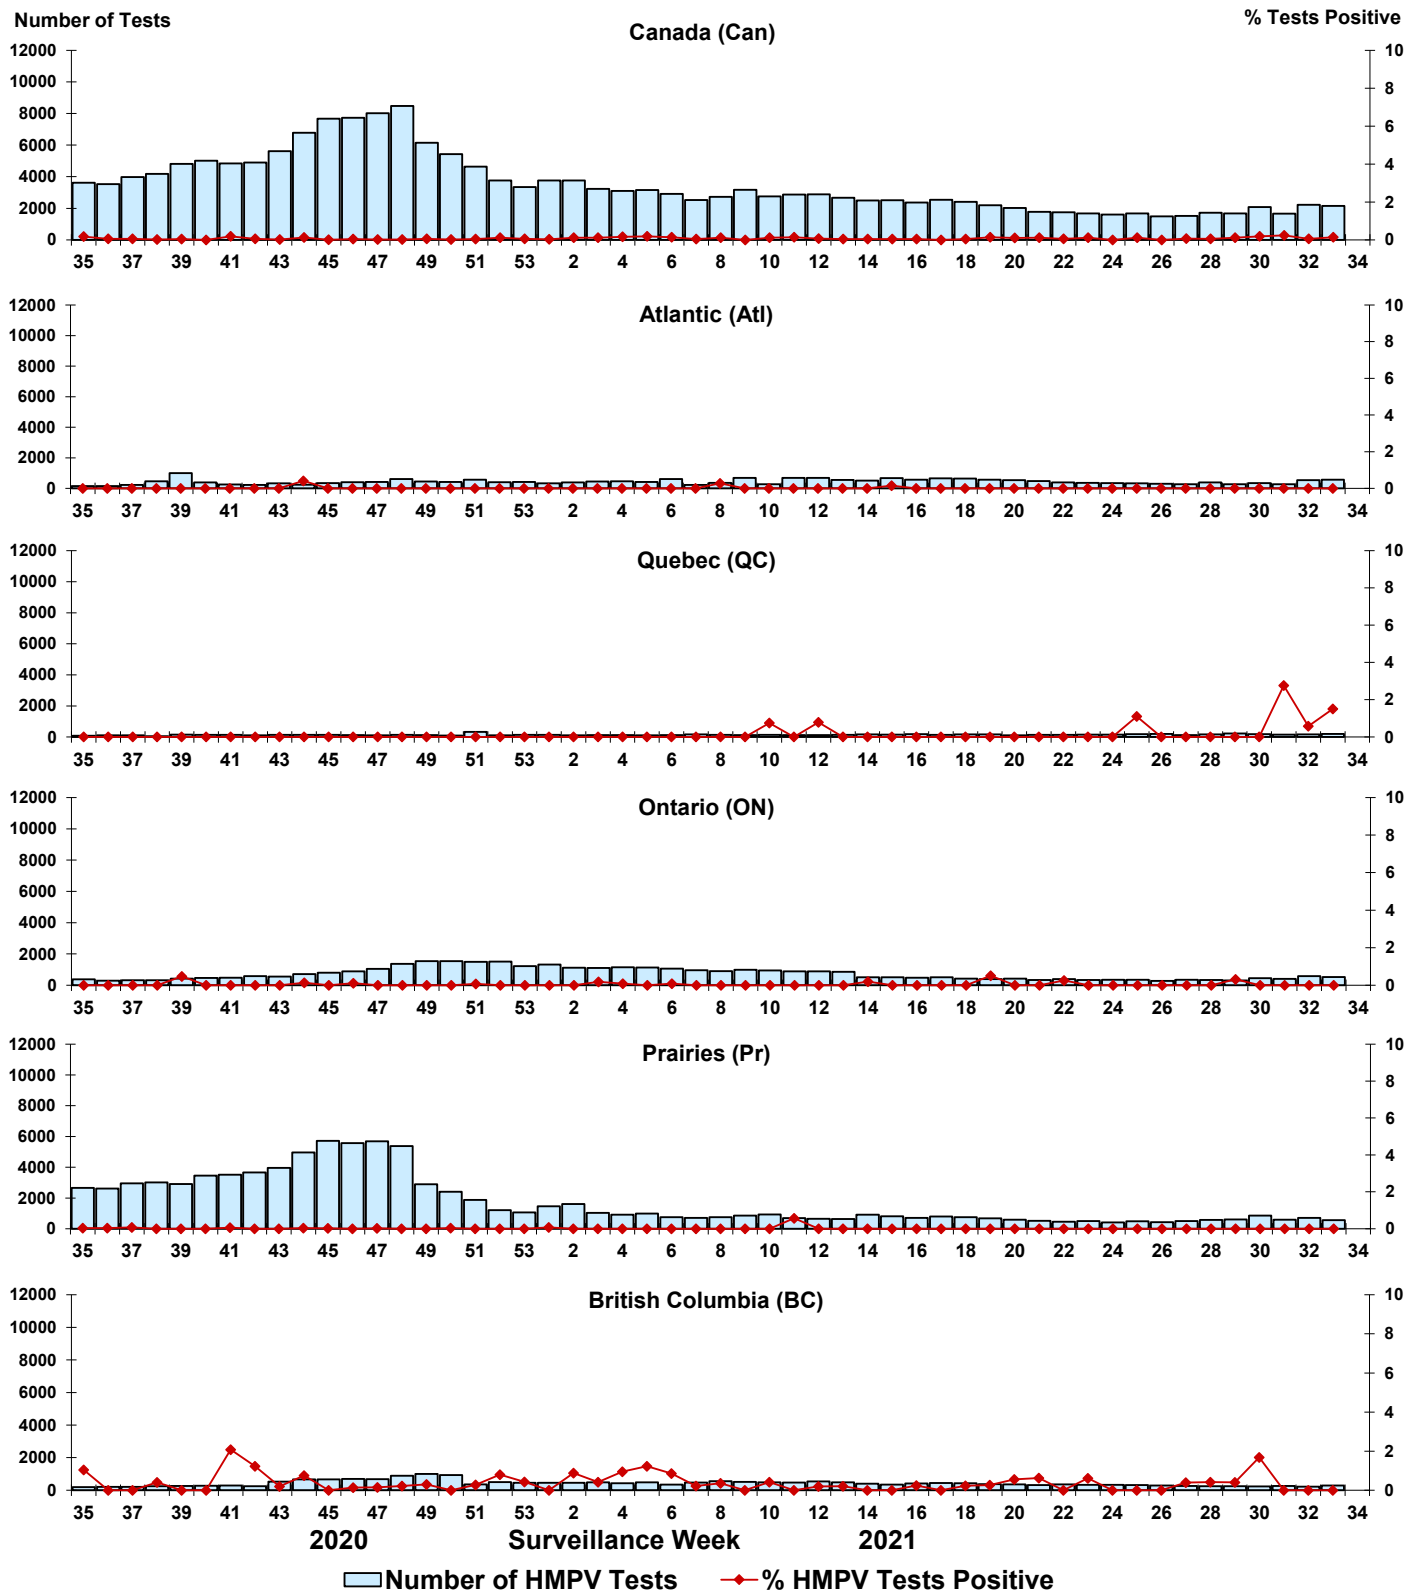 Number of Tests
% Tests Positive
Canada (Can)
12000 10000 8000 6000 4000 2000 0
10 8 6 4 2 0
35 37 39 41 43 45 47 49 51 53 2 4 6 8 10 12 14 16 18 20 22 24 26 28 30 32 34
Atlantic (Atl)
12000 10000 8000 6000 4000 2000 0
10 8 6 4 2 0
35 37 39 41 43 45 47 49 51 53 2 4 6 8 10 12 14 16 18 20 22 24 26 28 30 32 34
Quebec (QC)
12000 10000 8000 6000 4000 2000 0
10 8 6 4 2 0
35 37 39 41 43 45 47 49 51 53 2 4 6 8 10 12 14 16 18 20 22 24 26 28 30 32 34
Ontario (ON)
12000 10000 8000 6000 4000 2000 0
10 8 6 4 2 0
35 37 39 41 43 45 47 49 51 53 2 4 6 8 10 12 14 16 18 20 22 24 26 28 30 32 34
Prairies (Pr)
12000 10000 8000 6000 4000 2000 0
10 8 6 4 2 0
35 37 39 41 43 45 47 49 51 53 2 4 6 8 10 12 14 16 18 20 22 24 26 28 30 32 34
British Columbia (BC)
12000 10000 8000 6000 4000 2000 0
10 8 6 4 2 0
35 37 39 41 43 45 47 49 51 53 2 4 6 8 10 12 14 16 18 20 22 24 26 28 30 32 34
2020 Surveillance Week 2021
Number of HMPV Tests % HMPV Tests Positive